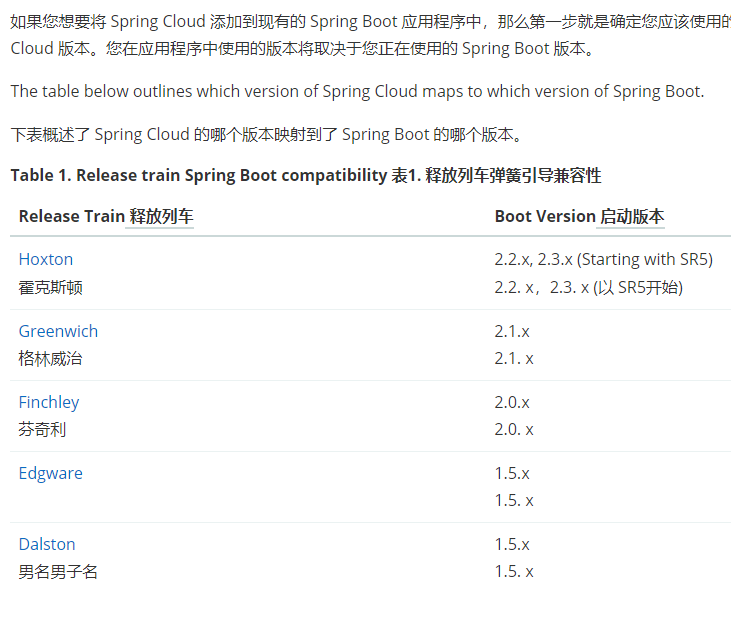 如果您想要将 Spring Cloud 添加到现有的 Spring Boot 应用程序中，那么第一步就是确定您应该使用的
Cloud 版本。您在应用程序中使用的版本将取决于您正在使用的 Spring Boot 版本。
The table below outlines which version of Spring Cloud maps to which version of Spring Boot.
下表概述了 Spring Cloud 的哪个版本映射到了 Spring Boot 的哪个版本。
Table 1. Release train Spring Boot compatibility 表1. 释放列车弹簧引导兼容性
Release Train 释放列车 Boot Version 启动版本
Hoxton 2.2.x, 2.3.x (Starting with SR5)
霍克斯顿 2.2. x，2.3. x (以 SR5开始)
Greenwich 2.1.x
格林威治 2.1. x
Finchley 2.0.x
芬奇利 2.0. x
Edgware 1.5.x
1.5. x
Dalston 1.5.x
男名男子名 1.5. x